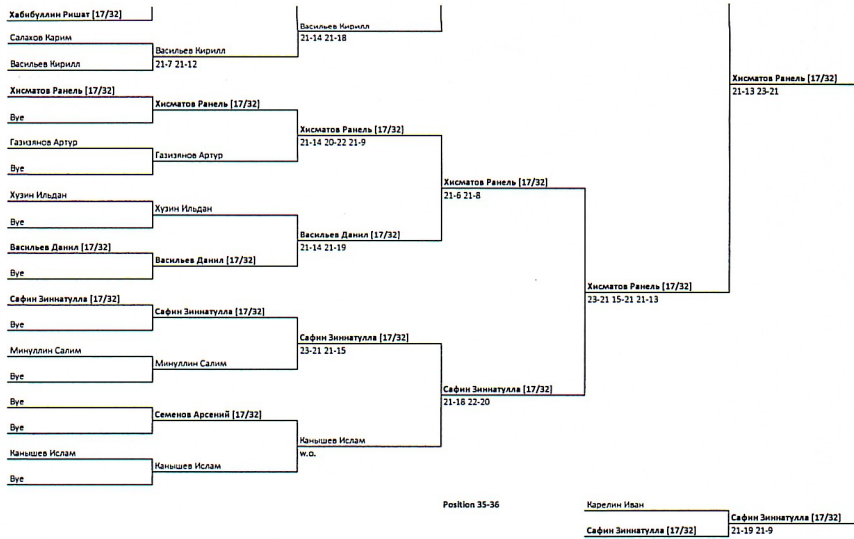 Хабибуллин Ришат [17/32]
Салахов Карим
Васильев Кирилл
21-7 21-12
Васильев Кирилл
Васильев Кирилл
21-14 21-18
Хисматов Ранель [17/32]
Bye
Хисматов Ранель [17/32]
Газизянов Артур
Bye
Газизянов Артур
Хисматов Ранель [17/32]
21-14 20-22 21-9
Хузин Ильдан
Bye
Хузин Ильдан
Васильев Данил [17/32]
Bye
Васильев Данил [17/32]
Васильев Данил [17/32]
21-14 21-19
Хисматов Ранель [17/32]
21-6 21-8
Сафин Зиннатулла [17/32]
Bye
Сафин Зиннатулла [17/32]
Минуллин Салим
Bye
Минуллин Салим
Сафин Зиннатулла [17/32]
23-21 21-15
Bye
Bye
Семенов Арсений [17/32]
Канышев Ислам
Bye
Канышев Ислам
Канышев Ислам
w.o.
Сафин Зиннатулла [17/32]
21-18 22-20
Хисматов Ранель [17/32]
23-21 15-21 21-13
Хисматов Ранель [17/32]
21-13 23-21
Position 35-36
Карелин Иван
Сафин Зиннатулла [17/32]
Сафин Зиннатулла [17/32]
21-19 21-9